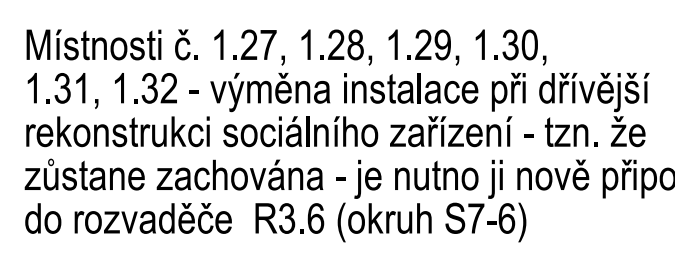 Místnosti č. 1.27, 1.28, 1.29, 1.30,
1.31, 1.32 - výměna instalace při dřívější
rekonstrukci sociálního zařízení - tzn. že
zůstane zachována - je nutno ji nově připo
do rozvaděče R3.6 (okruh S7-6)